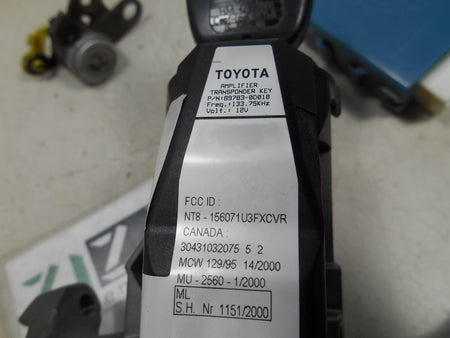 TOYOTA
AMPLIFIER
TRANSPONDER KEY
P/N:89783-0D010
Freq.:133.75KHz
Volt.: 12V
FCC ID :
NT8 - 156071U3FXCVR
CANADA :
30431032075 5 2
MCW 129/95 14/2000
MU - 2560 - 1/2000
ML
S.H. Nr 1151/2000